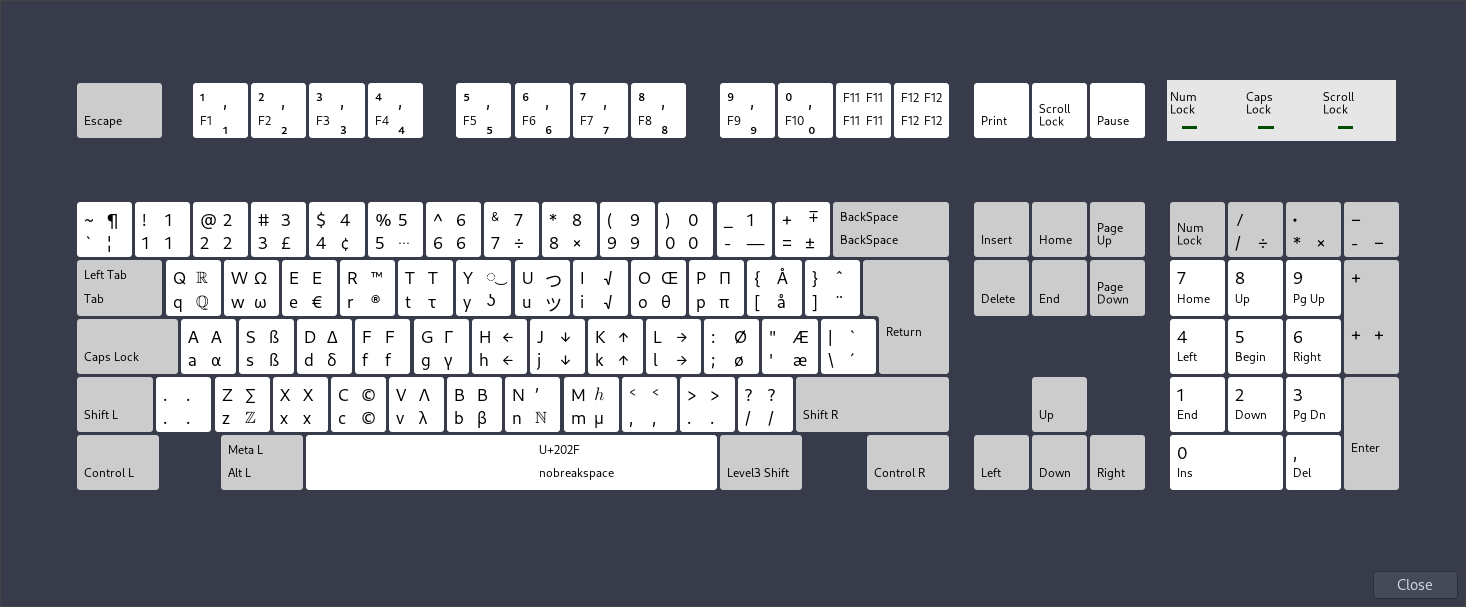 1 , 2 , 3 , 4 , 5 , 6 , 7 , 8 , 9 , 0 , F11 F11 F12 F12 Num Lock Caps Lock Scroll Lock
Escape F1 1 F2 2 F3 3 F4 4 F5 5 F6 6 F7 7 F8 8 F9 9 F10 0 F11 F11 F12 F12 Print Scroll Lock Pause
~ ¶ ! 1 @ 2 # 3 $ 4 % 5 ^ 6 & 7 * 8 ( 9 ) 0 _ 1 + ∓ BackSpace / • −
` ¦ 1 1 2 2 3 £ 4 ¢ 5 … 6 6 7 ÷ 8 × 9 9 0 0 - — = ± BackSpace Insert Home Page Up Num Lock / ÷ * × - −
Left Tab Q ℝ W Ω E E R ™ T T Y ‿ U つ I √ O Œ P Π { Å } ˆ 7 8 9 +
Tab q ℚ w ω e € r ® t τ y ʖ u ツ i √ o θ p π [ å ] ¨ Delete End Page Down Home Up Pg Up
A A S ß D Δ F F G Γ H ← J ↓ K ↑ L → : Ø " Æ | ` Return 4 5 6 + +
Caps Lock a α s ß d δ f f g γ h ← j ↓ k ↑ l → ; ø ' æ \ ´ Left Begin Right
. . Z ∑ X X C © V Λ B B N ʼ M ℎ < < > > ? ? 1 2 3
Shift L . . z ℤ x x c © v λ b β n ℕ m µ , , . . / / Shift R Up End Down Pg Dn
Meta L U+202F 0 , Enter
Control L Alt L nobreakspace Level3 Shift Control R Left Down Right Ins Del
Close